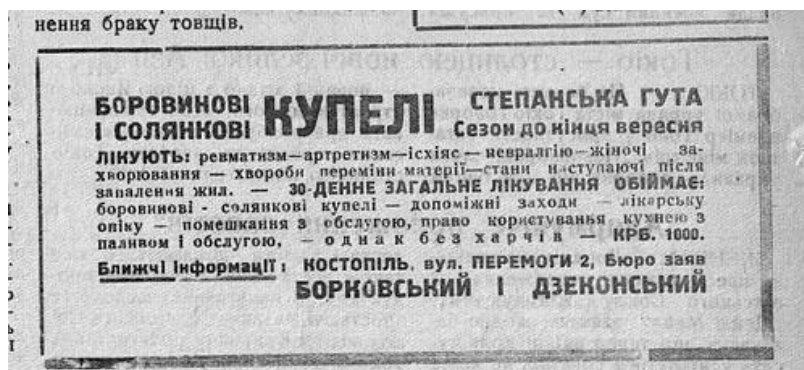 нення браку товщів.
БОРОВИНОВІ І СОЛЯНКОВІ КУПЕЛІ СТЕПАНСЬКА ГУТА
Сезон до кінця вересня
ЛІКУЮТЬ: ревматизм—артретизм—ісхіяс—невралгію—жіночі за-
хворювання — хвороби переміни матерії—стани наступаючі після
запалення жил. — 30-ДЕННЕ ЗАГАЛЬНЕ ЛІКУВАННЯ ОБІЙМАЄ:
боровинові - солянкові купелі — допоміжні заходи — лікарську
опіку — помешкання з обслугою, право користуванья кухнею з
паливом і обслугою, — однак без харчів — КРБ. 1000.
Ближчі Інформації: КОСТОПІЛЬ, вул. ПЕРЕМОГИ 2, Бюро заяв
БОРКОВСЬКИЙ І ДЗЕКОНСЬКИЙ